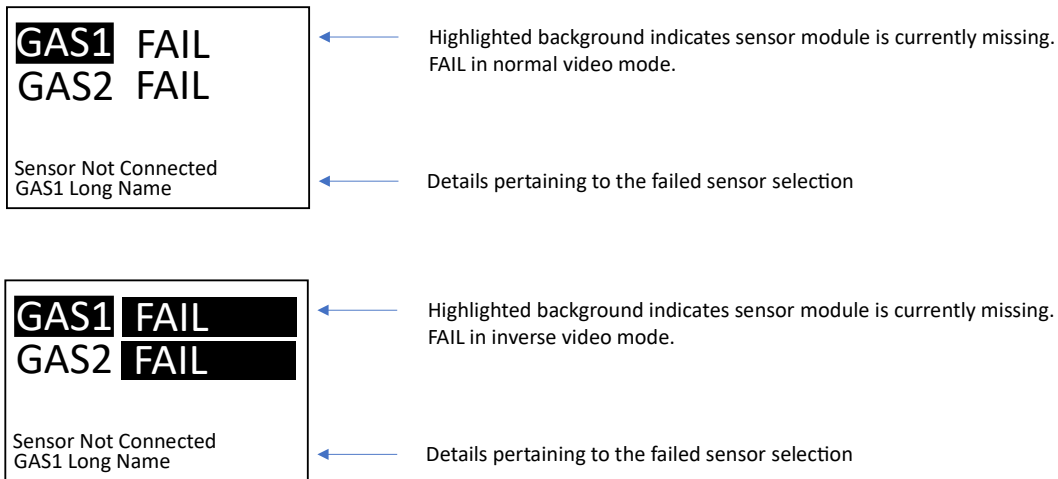 GAS1 FAIL
GAS2 FAIL
Sensor Not Connected
GAS1 Long Name
Highlighted background indicates sensor module is currently missing.
FAIL in normal video mode.
Details pertaining to the failed sensor selection
GAS1 FAIL
GAS2 FAIL
Sensor Not Connected
GAS1 Long Name
Highlighted background indicates sensor module is currently missing.
FAIL in inverse video mode.
Details pertaining to the failed sensor selection